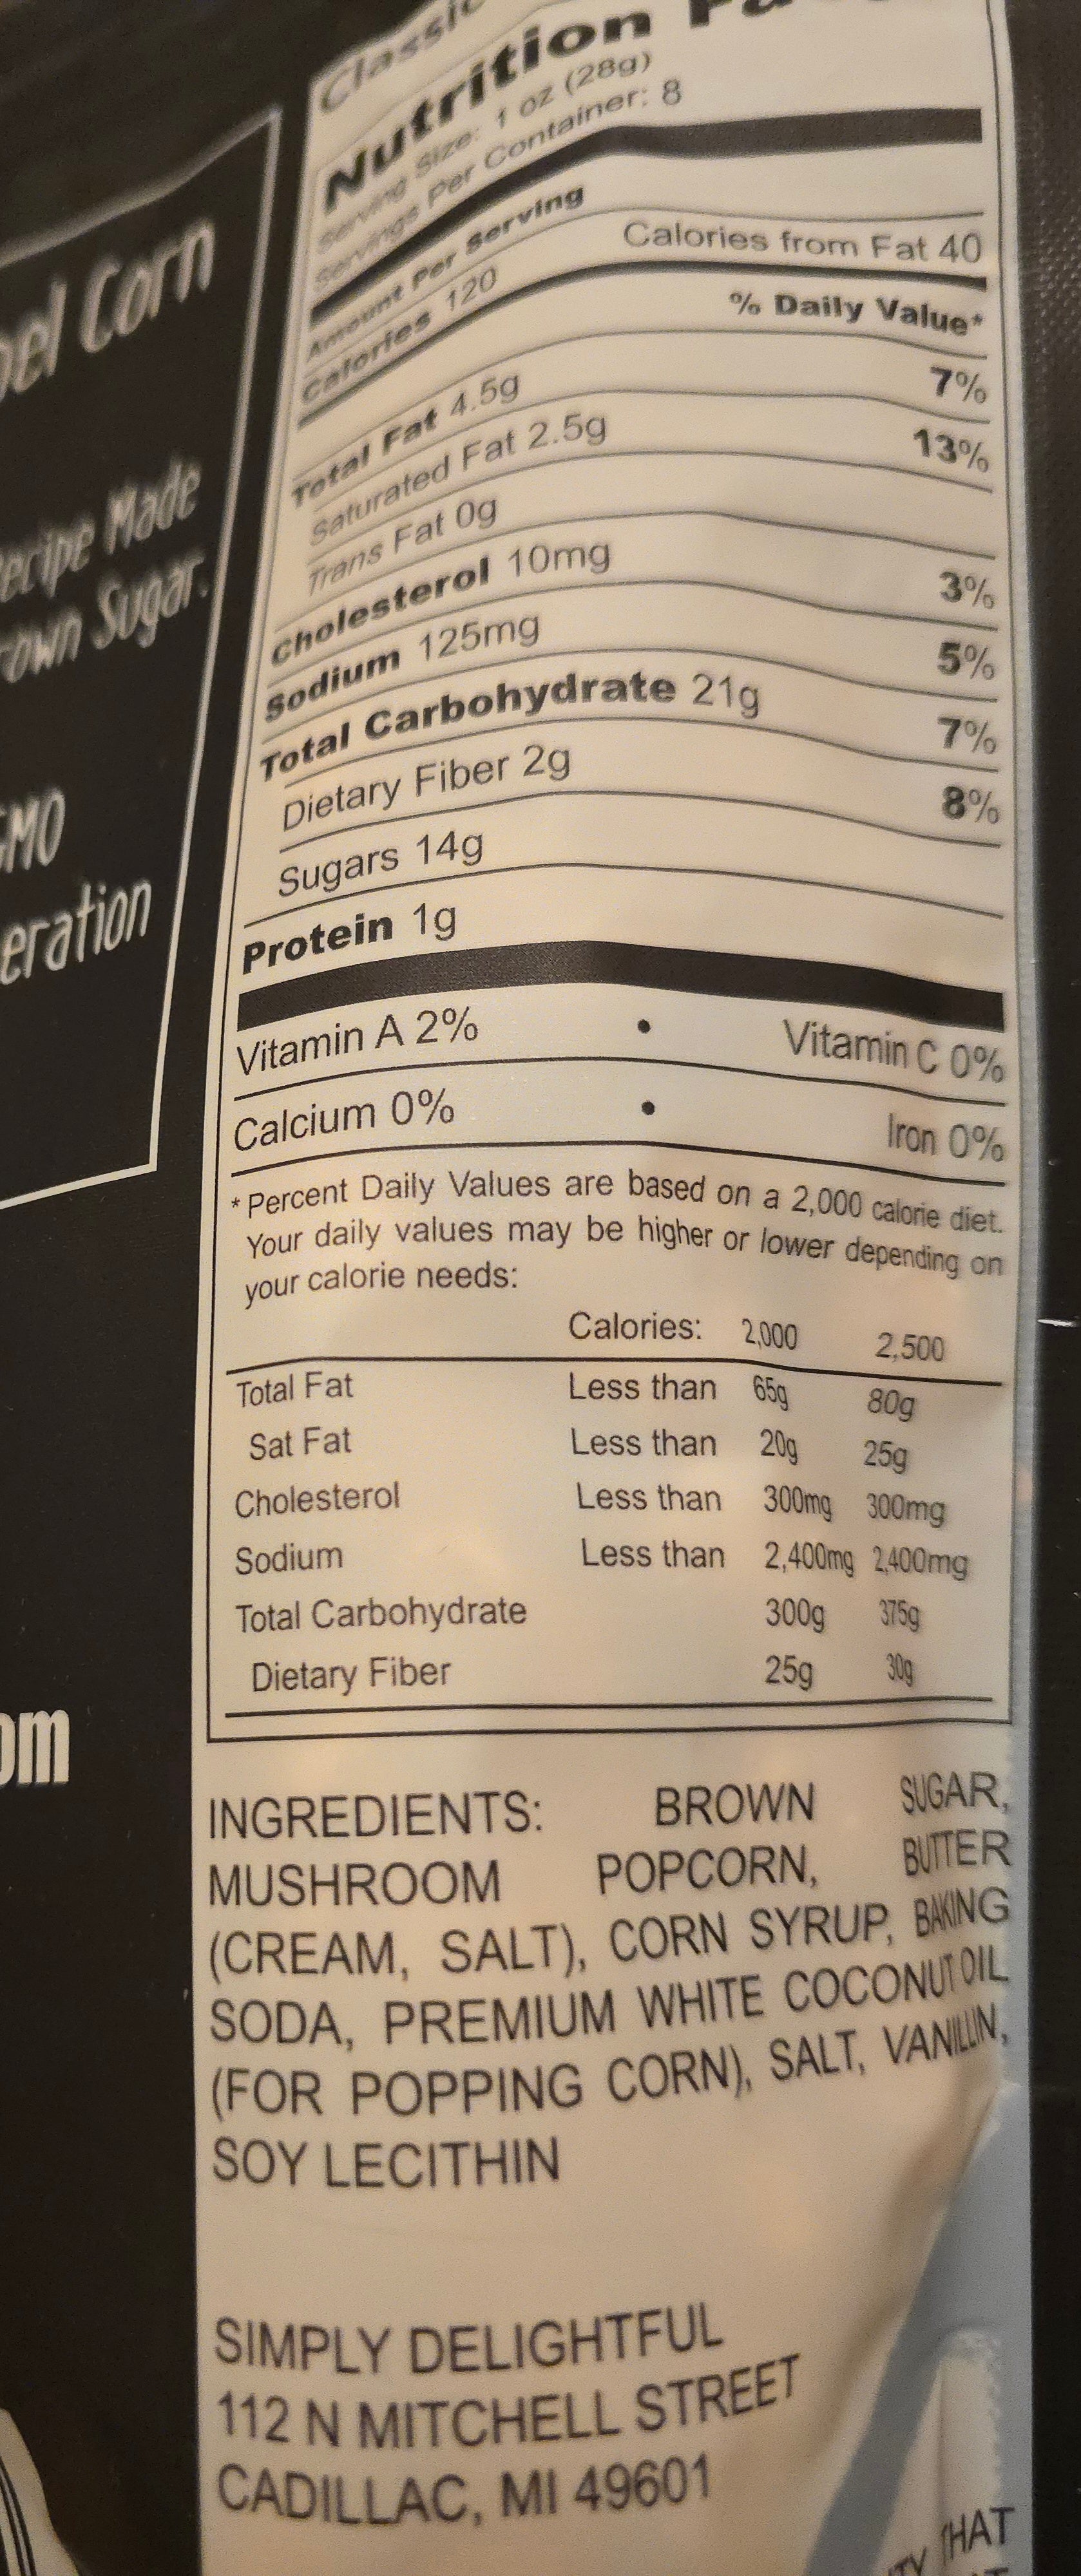 Classic
Nutrition
Serving Size: 1 oz (28g)
Servings Per Container: 8
Amount Per Serving
Calories 120 Calories from Fat 40
% Daily Value*
Total Fat 4.5g 7%
Saturated Fat 2.5g 13%
Trans Fat 0g
Cholesterol 10mg 3%
Sodium 125mg 5%
Total Carbohydrate 21g 7%
Dietary Fiber 2g 8%
Sugars 14g
Protein 1g
Vitamin A 2% • Vitamin C 0%
Calcium 0% • Iron 0%
* Percent Daily Values are based on a 2,000 calorie diet.
Your daily values may be higher or lower depending on
your calorie needs:
Calories: 2,000 2,500
Total Fat Less than 65g 80g
Sat Fat Less than 20g 25g
Cholesterol Less than 300mg 300mg
Sodium Less than 2,400mg 2,400mg
Total Carbohydrate 300g 375g
Dietary Fiber 25g 30g
INGREDIENTS: BROWN SUGAR,
MUSHROOM POPCORN, BUTTER
(CREAM, SALT), CORN SYRUP, BAKING
SODA, PREMIUM WHITE COCONUT OIL
(FOR POPPING CORN), SALT, VANILLIN,
SOY LECITHIN
SIMPLY DELIGHTFUL
112 N MITCHELL STREET
CADILLAC, MI 49601
THAT
Corn
Recipe Made
Sugar.
GMO
eration
om